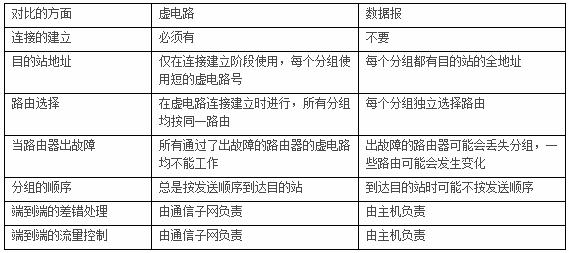 对比的方面 虚电路 数据报
连接的建立 必须有 不要
目的站地址 仅在连接建立阶段使用，每个分组使 每个分组都有目的站的全地址
用短的虚电路号
路由选择 在虚电路连接建立时进行，所有分组 每个分组独立选择路由
均按同一路由
当路由器出故障 所有通过了出故障的路由器的虚电路 出故障的路由器可能会丢失分组，一
均不能工作 些路由可能会发生变化
分组的顺序 总是按发送顺序到达目的站 到达目的站时可能不按发送顺序
端到端的差错处理 由通信子网负责 由主机负责
端到端的流量控制 由通信子网负责 由主机负责